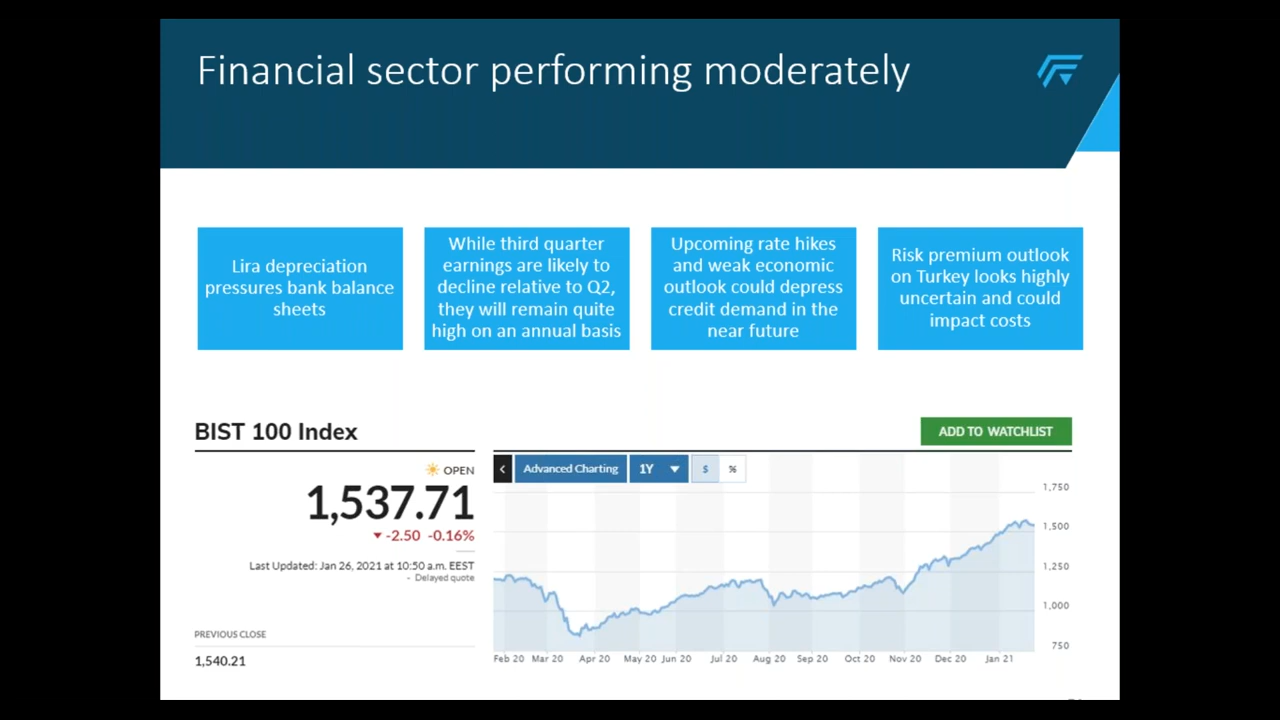 Financial sector performing moderately
Lira depreciation
pressures bank balance
sheets
While third quarter
earnings are likely to
decline relative to Q2,
they will remain quite
high on an annual basis
Upcoming rate hikes
and weak economic
outlook could depress
credit demand in the
near future
Risk premium outlook
on Turkey looks highly
uncertain and could
impact costs
BIST 100 Index
ADD TO WATCHLIST
OPEN
1,537.71
-2.50 -0.16%
Last Updated: Jan 26, 2021 at 10:50 a.m. EEST
- Delayed quote
PREVIOUS CLOSE
1,540.21
Advanced Charting 1Y $ %
1,750
1,500
1,250
1,000
750
Feb 20 Mar 20 Apr 20 May 20 Jun 20 Jul 20 Aug 20 Sep 20 Oct 20 Nov 20 Dec 20 Jan 21